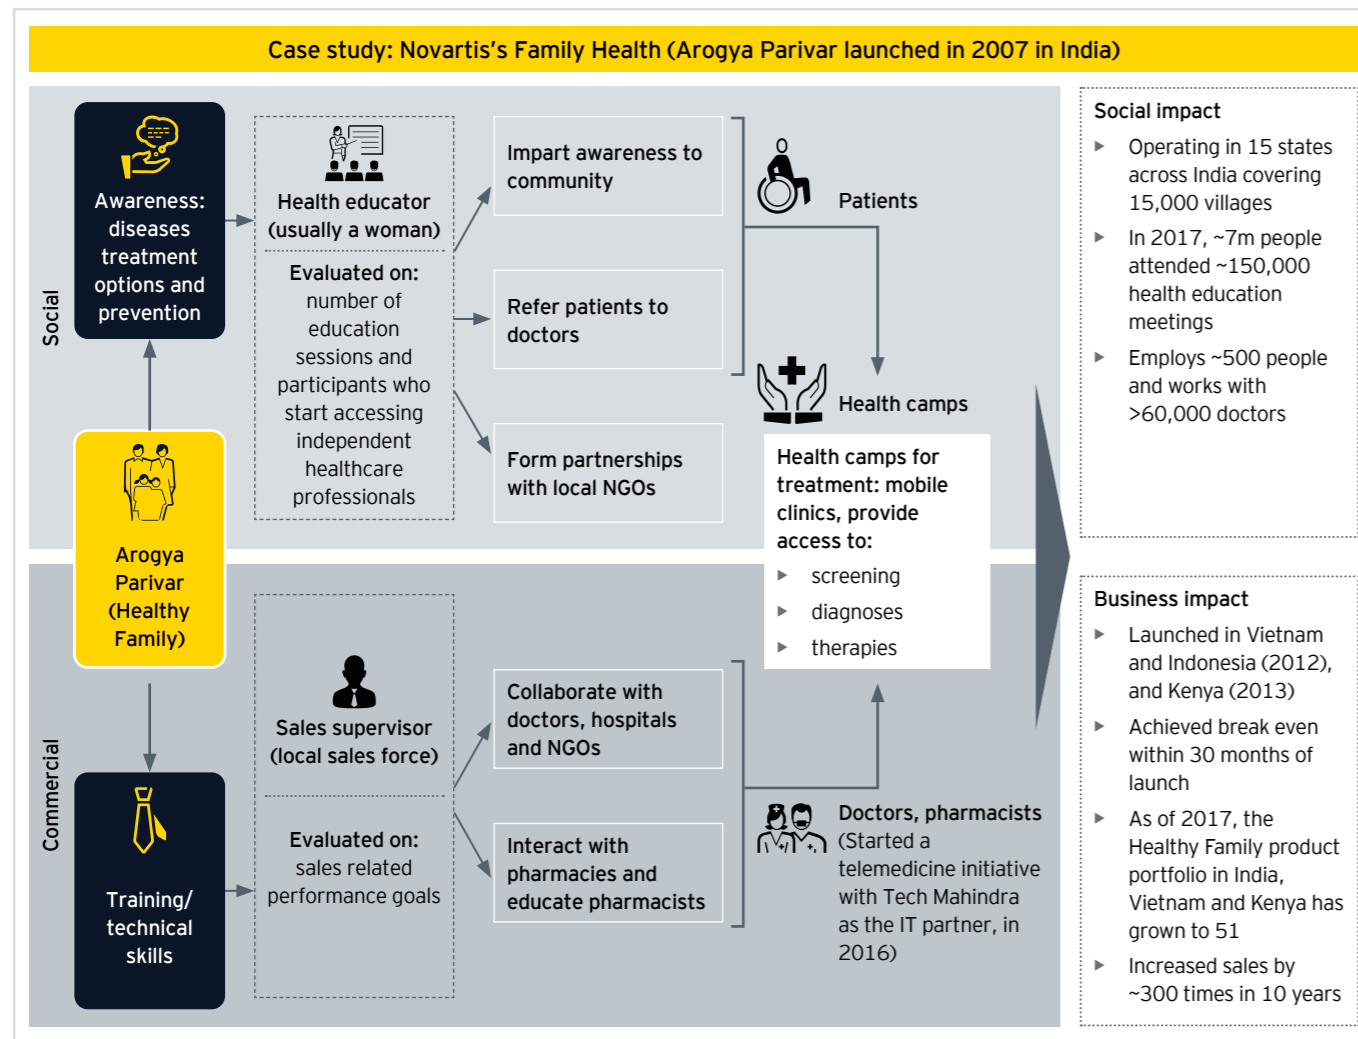 Case study: Novartis's Family Health (Arogya Parivar launched in 2007 in India)
Social
Awareness:
diseases
treatment
options and
prevention
Health educator
(usually a woman)
Evaluated on:
number of
education
sessions and
participants who
start accessing
independent
healthcare
professionals
Impart awareness to
community
Refer patients to
doctors
Form partnerships
with local NGOs
Patients
Health camps
Health camps for
treatment: mobile
clinics, provide
access to:
► screening
► diagnoses
► therapies
Arogya
Parivar
(Healthy
Family)
Commercial
Training/
technical
skills
Sales supervisor
(local sales force)
Evaluated on:
sales related
performance goals
Collaborate with
doctors, hospitals
and NGOs
Interact with
pharmacies and
educate pharmacists
Doctors, pharmacists
(Started a
telemedicine initiative
with Tech Mahindra
as the IT partner, in
2016)
Social impact
► Operating in 15 states
across India covering
15,000 villages
► In 2017, ~7m people
attended ~150,000
health education
meetings
► Employs ~500 people
and works with
>60,000 doctors
Business impact
► Launched in Vietnam
and Indonesia (2012),
and Kenya (2013)
► Achieved break even
within 30 months of
launch
► As of 2017, the
Healthy Family product
portfolio in India,
Vietnam and Kenya has
grown to 51
► Increased sales by
~300 times in 10 years